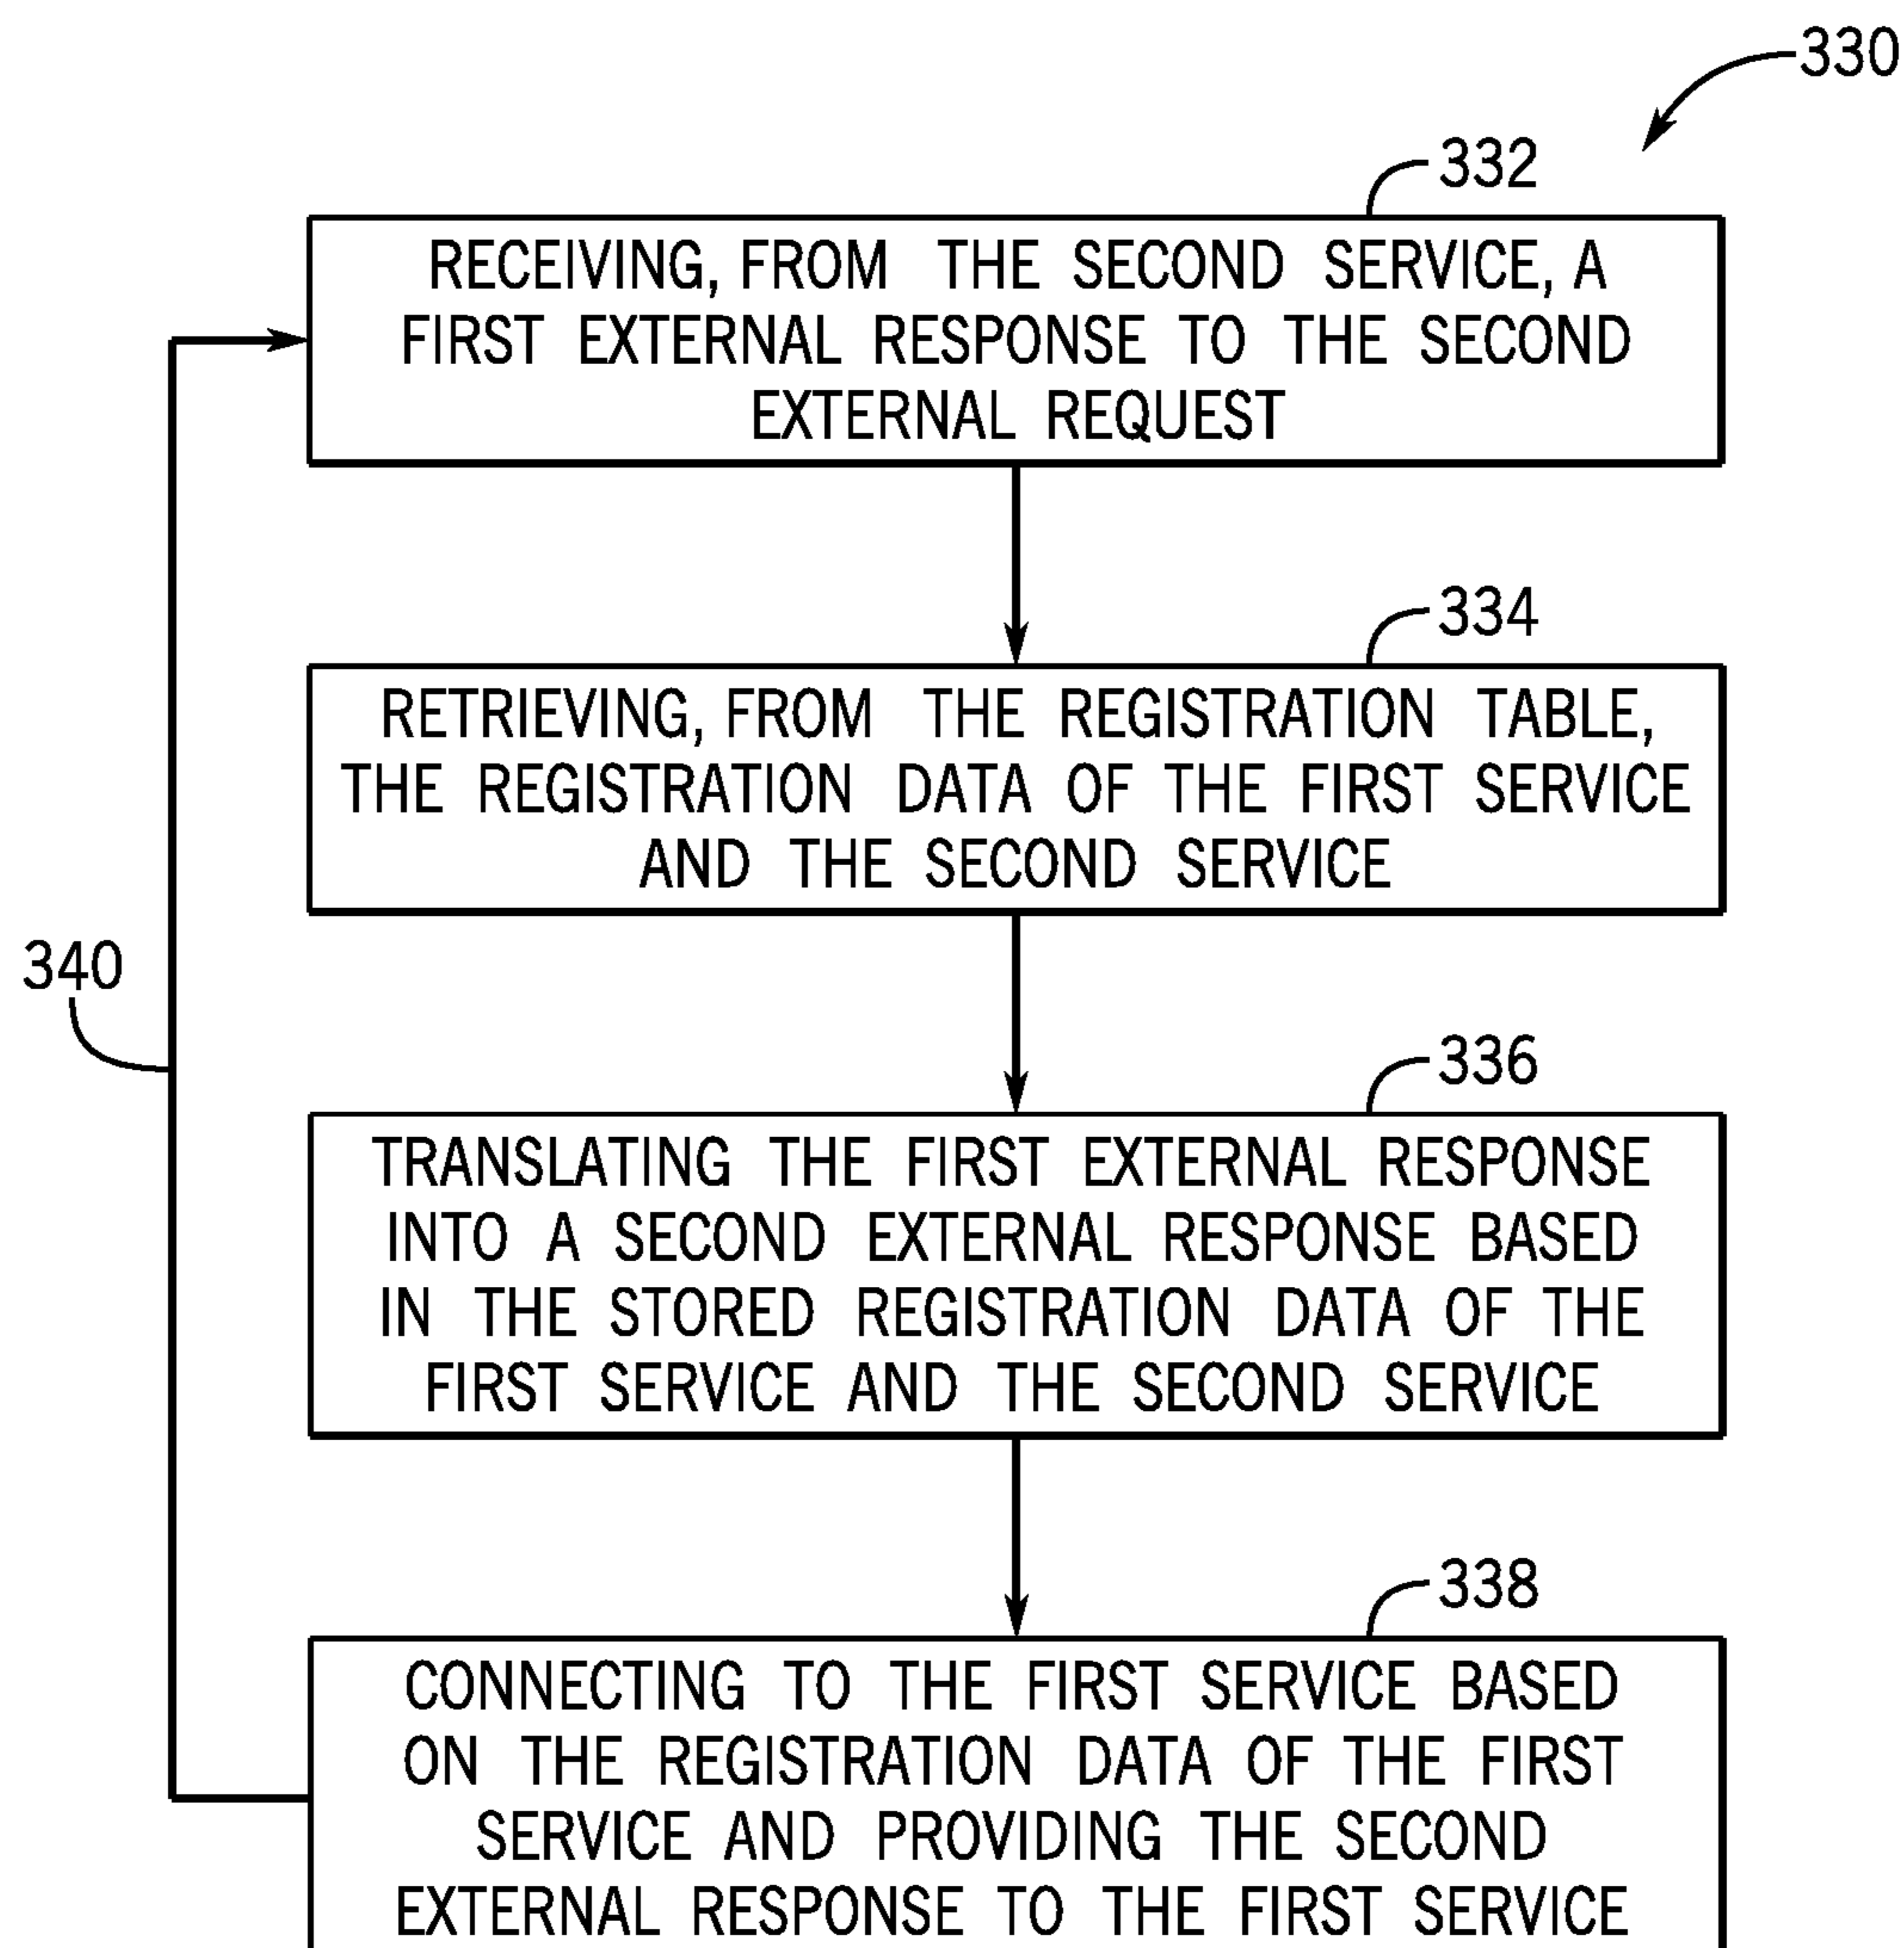 330
332
RECEIVING, FROM THE SECOND SERVICE, A
FIRST EXTERNAL RESPONSE TO THE SECOND
EXTERNAL REQUEST
334
RETRIEVING, FROM THE REGISTRATION TABLE,
THE REGISTRATION DATA OF THE FIRST SERVICE
AND THE SECOND SERVICE
340
336
TRANSLATING THE FIRST EXTERNAL RESPONSE
INTO A SECOND EXTERNAL RESPONSE BASED
IN THE STORED REGISTRATION DATA OF THE
FIRST SERVICE AND THE SECOND SERVICE
338
CONNECTING TO THE FIRST SERVICE BASED
ON THE REGISTRATION DATA OF THE FIRST
SERVICE AND PROVIDING THE SECOND
EXTERNAL RESPONSE TO THE FIRST SERVICE